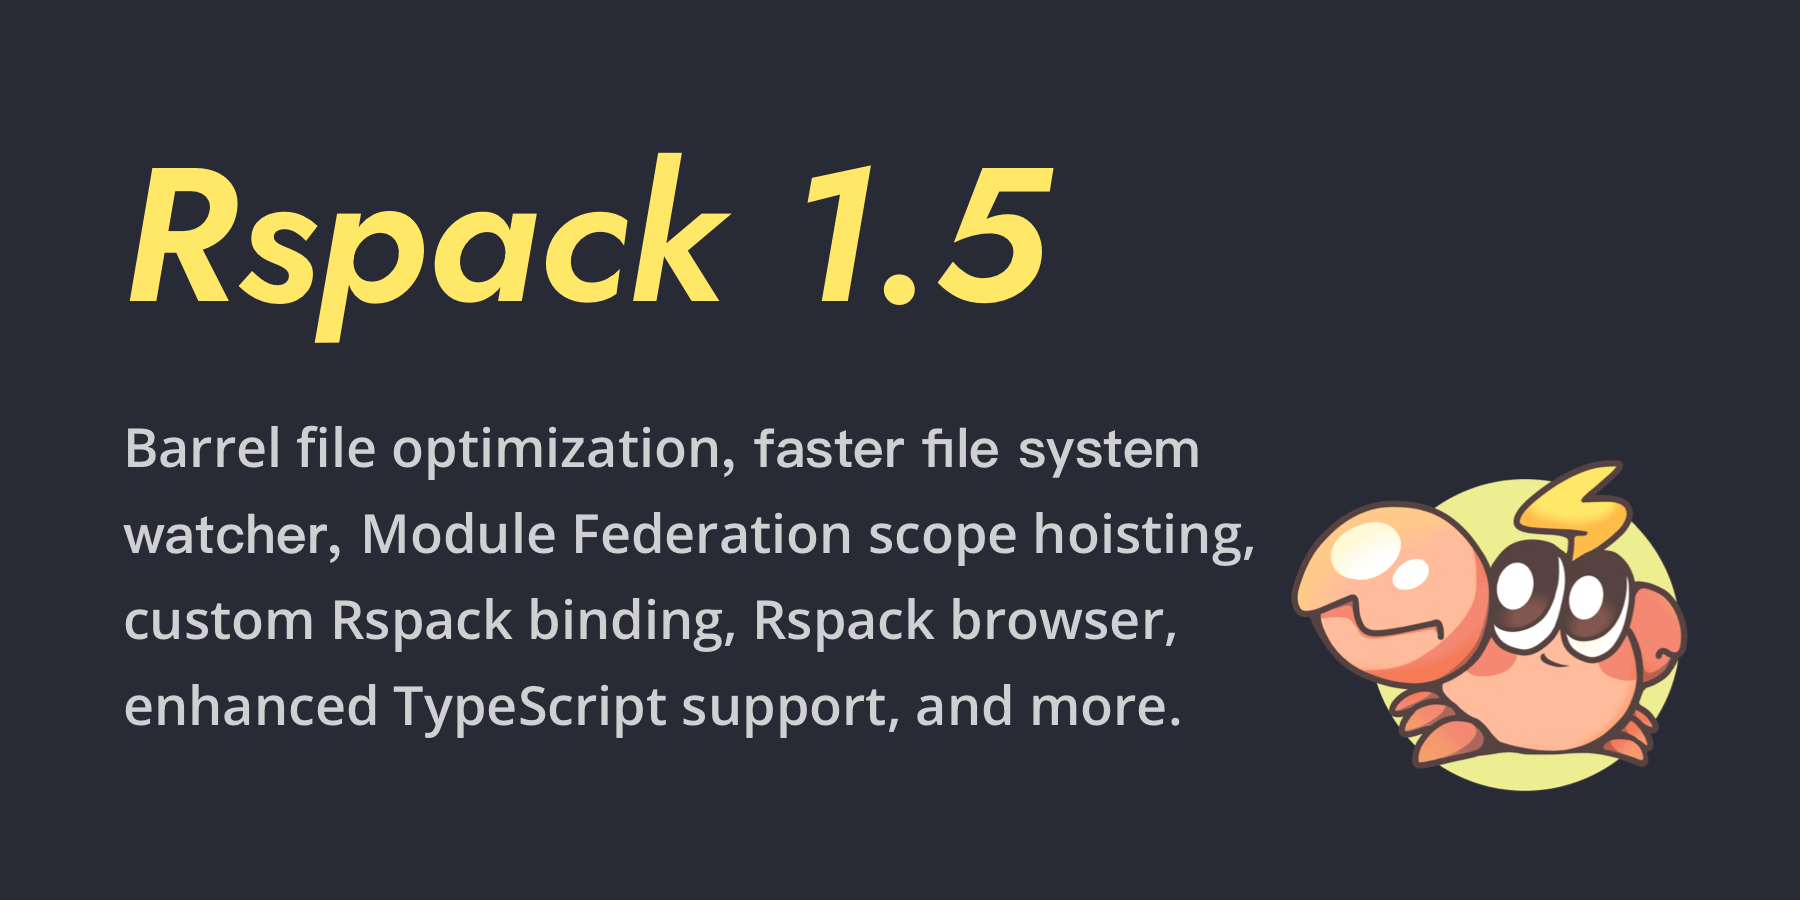 Rspack 1.5
Barrel file optimization, faster file system
watcher, Module Federation scope hoisting,
custom Rspack binding, Rspack browser,
enhanced TypeScript support, and more.